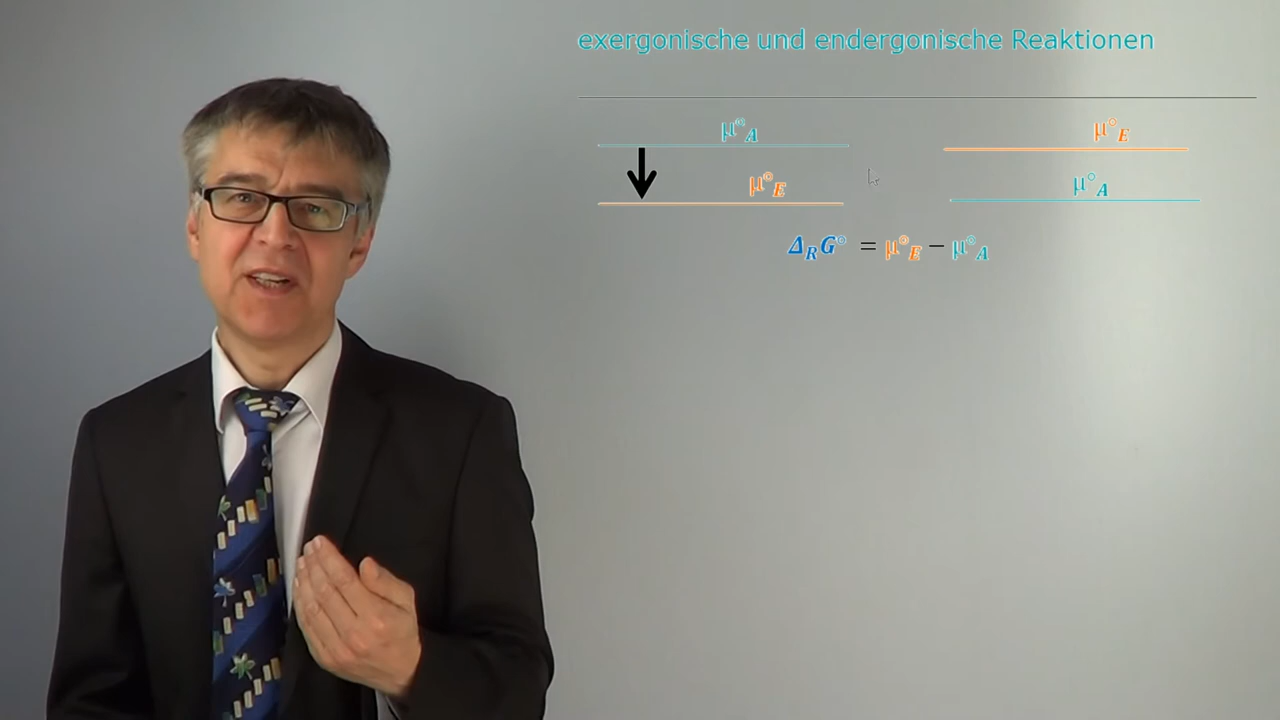 exergonische und endergonische Reaktionen
μ°A μ°E
μ°E μ°A
ΔRG° = μ°E − μ°A